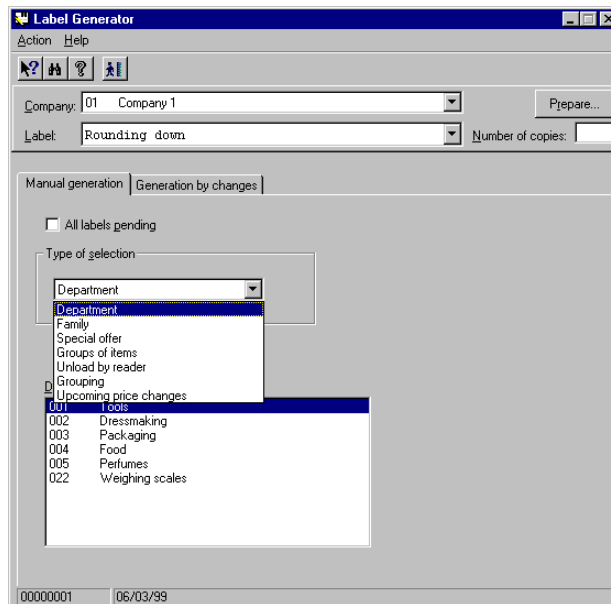 Label Generator
Action Help
Company: 01 Company 1
Prepare...
Label: Rounding down
Number of copies:
Manual generation Generation by changes
All labels pending
Type of selection
Department
Department
Family
Special offer
Groups of items
Unload by reader
Grouping
Upcoming price changes
D
001 Tools
002 Dressmaking
003 Packaging
004 Food
005 Perfumes
022 Weighing scales
00000001 06/03/99